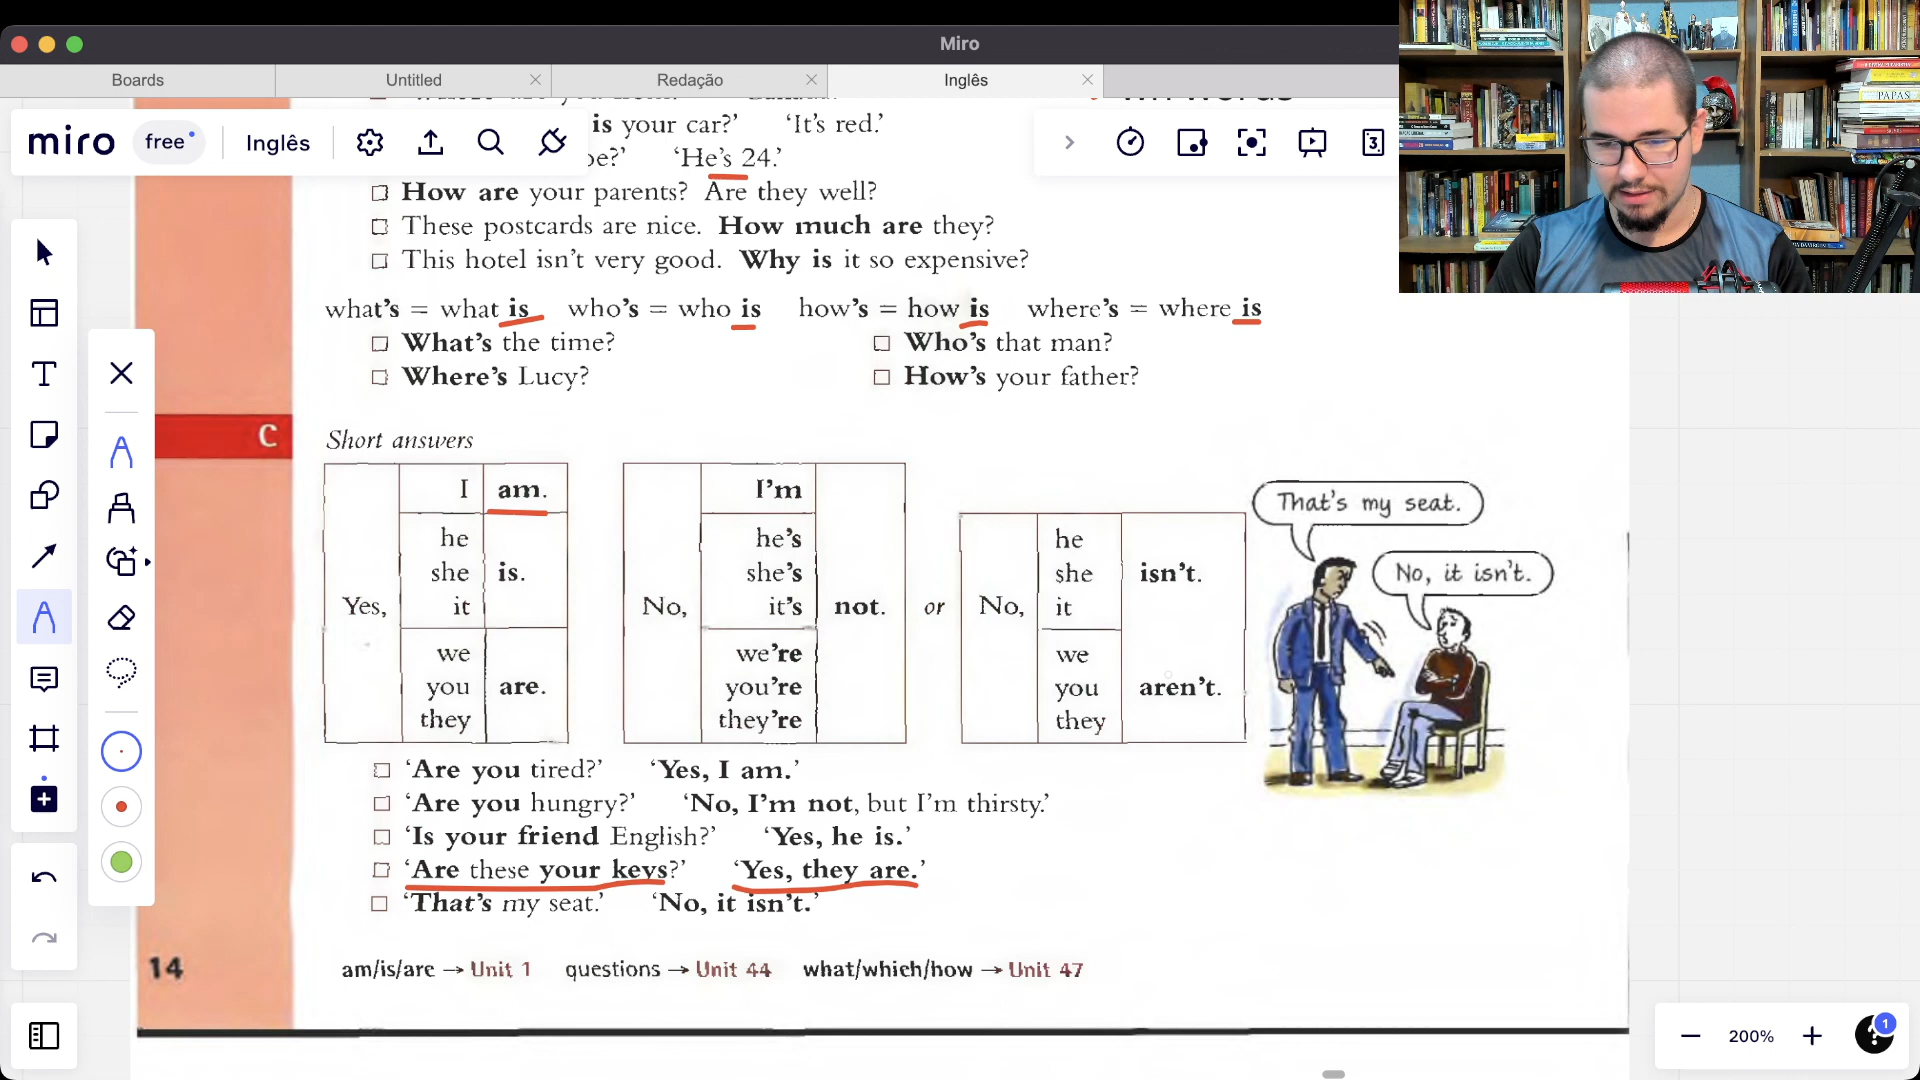 Miro
Boards
Untitled
Redação
Inglês
miro
free
Inglês
is your car?’ ‘It’s red.’
‘He’s 24.’
How are your parents? Are they well?
These postcards are nice. How much are they?
This hotel isn’t very good. Why is it so expensive?
what’s = what is who’s = who is how’s = how is where’s = where is
What’s the time? Who’s that man?
Where’s Lucy? How’s your father?
C
Short answers
Yes,
I am.
he
she is.
it
we
you are.
they
No,
I’m
he’s
she’s
it’s
not.
we’re
you’re
they’re
or
No,
he
she isn’t.
it
we
you aren’t.
they
That’s my seat.
No, it isn’t.
‘Are you tired?’ ‘Yes, I am.’
‘Are you hungry?’ ‘No, I’m not, but I’m thirsty.’
‘Is your friend English?’ ‘Yes, he is.’
‘Are these your keys?’ ‘Yes, they are.’
‘That’s my seat.’ ‘No, it isn’t.’
14
am/is/are → Unit 1 questions → Unit 44 what/which/how → Unit 47
200%
1
PAPAS
3